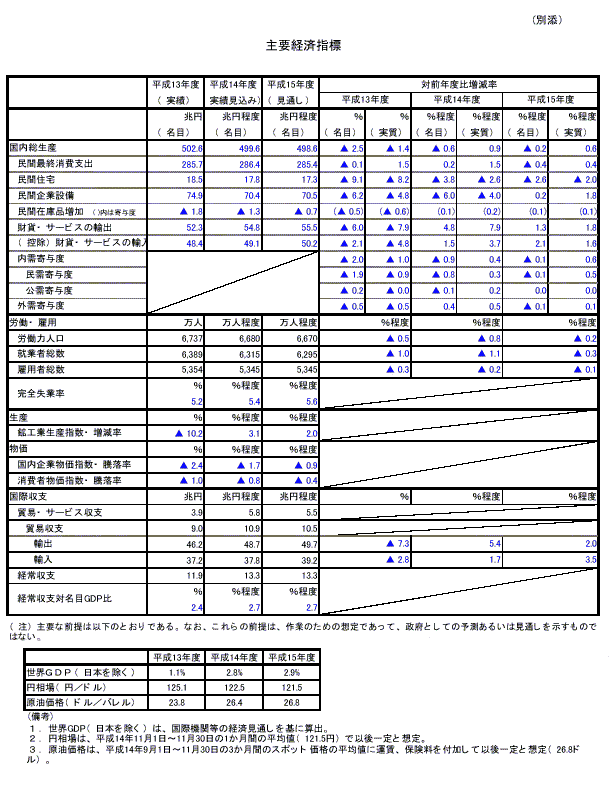 （別添）
主要経済指標
平成13年度 平成14年度 平成15年度 対前年度比増減率
（ 実績） 実績見込み） （ 見通し） 平成13年度 平成14年度 平成15年度
兆円 兆円程度 兆円程度 % % %程度 %程度 %程度 %程度
（ 名目） （ 名目） （ 名目） （ 名目） （ 実質） （ 名目） （ 実質） （ 名目） （ 実質）
国内総生産 502.6 499.6 498.6 ▲ 2.5 ▲ 1.4 ▲ 0.6 0.9 ▲ 0.2 0.6
民間最終消費支出 285.7 286.4 285.4 ▲ 0.1 1.5 0.2 1.5 ▲ 0.4 0.4
民間住宅 18.5 17.8 17.3 ▲ 9.1 ▲ 8.2 ▲ 3.8 ▲ 2.6 ▲ 2.6 ▲ 2.0
民間企業設備 74.9 70.4 70.5 ▲ 6.2 ▲ 4.8 ▲ 6.0 ▲ 4.0 0.2 1.8
民間在庫品増加 （ ）内は寄与度 ▲ 1.8 ▲ 1.3 ▲ 0.7 (▲ 0.5) (▲ 0.6) (0.1) (0.2) (0.1) (0.1)
財貨・ サービスの輸出 52.3 54.8 55.5 ▲ 6.0 ▲ 7.9 4.8 7.9 1.3 1.8
（ 控除）財貨・ サービスの輸入 48.4 49.1 50.2 ▲ 2.1 ▲ 4.8 1.5 3.7 2.1 1.6
内需寄与度 ▲ 2.0 ▲ 1.0 ▲ 0.9 0.4 ▲ 0.1 0.6
民需寄与度 ▲ 1.9 ▲ 0.9 ▲ 0.8 0.3 ▲ 0.1 0.5
公需寄与度 ▲ 0.2 ▲ 0.0 ▲ 0.1 0.2 0.0 0.0
外需寄与度 ▲ 0.5 ▲ 0.5 0.4 0.5 ▲ 0.1 0.1
労働・ 雇用 万人 万人程度 万人程度 %程度 %程度 %程度
労働力人口 6,737 6,680 6,670 ▲ 0.5 ▲ 0.8 ▲ 0.2
就業者総数 6,389 6,315 6,295 ▲ 1.0 ▲ 1.1 ▲ 0.3
雇用者総数 5,354 5,345 5,345 ▲ 0.3 ▲ 0.2 ▲ 0.1
% %程度 %程度
完全失業率 5.2 5.4 5.6
生産 % %程度 %程度
鉱工業生産指数・ 増減率 ▲ 10.2 3.1 2.0
物価 % %程度 %程度
国内企業物価指数・ 騰落率 ▲ 2.4 ▲ 1.7 ▲ 0.9
消費者物価指数・ 騰落率 ▲ 1.0 ▲ 0.8 ▲ 0.4
国際収支 兆円 兆円程度 兆円程度 % %程度 %程度
貿易・ サービス収支 3.9 5.8 5.5
貿易収支 9.0 10.9 10.5
輸出 46.2 48.7 49.7 ▲ 7.3 5.4 2.0
輸入 37.2 37.8 39.2 ▲ 2.8 1.7 3.5
経常収支 11.9 13.3 13.3
% %程度 %程度
経常収支対名目GDP比 2.4 2.7 2.7
（ 注）主要な前提は以下のとおりである。なお、これらの前提は、作業のための想定であって、政府としての予測あるいは見通しを示すもので
はない。
平成13年度 平成14年度 平成15年度
世界ＧＤＰ（ 日本を除く） 1.1% 2.8% 2.9%
円相場（ 円／ドル） 125.1 122.5 121.5
原油価格（ ドル／バレル） 23.8 26.4 26.8
（備考）
１．世界GDP（ 日本を除く）は、国際機関等の経済見通しを基に算出。
２．円相場は、平成14年11月1日～11月30日の1か月間の平均値（ 121.5円）で以後一定と想定。
３．原油価格は、平成14年9月1日～11月30日の3か月間のスポット価格の平均値に運賃、保険料を付加して以後一定と想定（ 26.8ド
ル）。